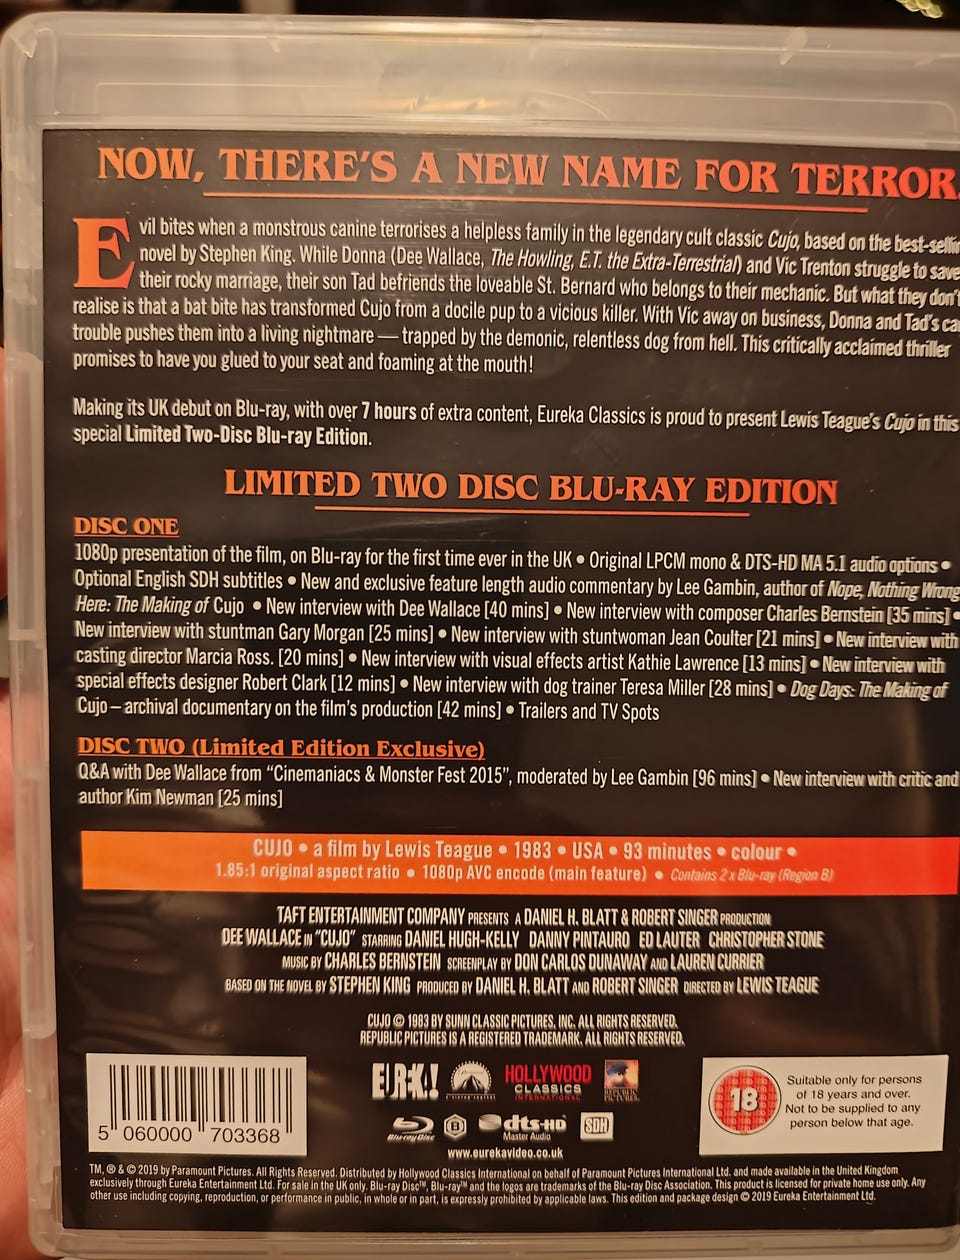 NOW, THERE'S A NEW NAME FOR TERROR.
Evil bites when a monstrous canine terrorises a helpless family in the legendary cult classic Cujo, based on the best-sellin
novel by Stephen King. While Donna (Dee Wallace, The Howling, E.T. the Extra-Terrestrial) and Vic Trenton struggle to save
their rocky marriage, their son Tad befriends the loveable St. Bernard who belongs to their mechanic. But what they don't
realise is that a bat bite has transformed Cujo from a docile pup to a vicious killer. With Vic away on business, Donna and Tad's ca
trouble pushes them into a living nightmare — trapped by the demonic, relentless dog from hell. This critically acclaimed thriller
promises to have you glued to your seat and foaming at the mouth!
Making its UK debut on Blu-ray, with over 7 hours of extra content, Eureka Classics is proud to present Lewis Teague's Cujo in this
special Limited Two-Disc Blu-ray Edition.
LIMITED TWO DISC BLU-RAY EDITION
DISC ONE
1080p presentation of the film, on Blu-ray for the first time ever in the UK • Original LPCM mono & DTS-HD MA 5.1 audio options •
Optional English SDH subtitles • New and exclusive feature length audio commentary by Lee Gambin, author of Nope, Nothing Wrong
Here: The Making of Cujo • New interview with Dee Wallace [40 mins] • New interview with composer Charles Bernstein [35 mins] •
New interview with stuntman Gary Morgan [25 mins] • New interview with stuntwoman Jean Coulter [21 mins] • New interview with
casting director Marcia Ross. [20 mins] • New interview with visual effects artist Kathie Lawrence [13 mins] • New interview with
special effects designer Robert Clark [12 mins] • New interview with dog trainer Teresa Miller [28 mins] • Dog Days: The Making of
Cujo – archival documentary on the film's production [42 mins] • Trailers and TV Spots
DISC TWO (Limited Edition Exclusive)
Q&A with Dee Wallace from "Cinemaniacs & Monster Fest 2015", moderated by Lee Gambin [96 mins] • New interview with critic and
author Kim Newman [25 mins]
CUJO • a film by Lewis Teague • 1983 • USA • 93 minutes • colour •
1.85:1 original aspect ratio • 1080p AVC encode (main feature) • Contains 2 x Blu-ray (Region B)
TAFT ENTERTAINMENT COMPANY PRESENTS A DANIEL H. BLATT & ROBERT SINGER PRODUCTION
DEE WALLACE IN "CUJO" STARRING DANIEL HUGH-KELLY DANNY PINTAURO ED LAUTER CHRISTOPHER STONE
MUSIC BY CHARLES BERNSTEIN SCREENPLAY BY DON CARLOS DUNAWAY AND LAUREN CURRIER
BASED ON THE NOVEL BY STEPHEN KING PRODUCED BY DANIEL H. BLATT AND ROBERT SINGER DIRECTED BY LEWIS TEAGUE
CUJO © 1983 BY SUNN CLASSIC PICTURES, INC. ALL RIGHTS RESERVED.
REPUBLIC PICTURES IS A REGISTERED TRADEMARK. ALL RIGHTS RESERVED.
EUREKA!
HOLLYWOOD
CLASSICS
INTERNATIONAL
REPUBLIC
PICTURES
Blu-ray Disc
B
dts-HD
Master Audio
SDH
www.eurekavideo.co.uk
5 060000 703368
18
Suitable only for persons
of 18 years and over.
Not to be supplied to any
person below that age.
TM, ® & © 2019 by Paramount Pictures. All Rights Reserved. Distributed by Hollywood Classics International on behalf of Paramount Pictures International Ltd. and made available in the United Kingdom
exclusively through Eureka Entertainment Ltd. For sale in the UK only. Blu-ray Disc™, Blu-ray™ and the logos are trademarks of the Blu-ray Disc Association. This product is licensed for private home use only. Any
other use including copying, reproduction, or performance in public, in whole or in part, is expressly prohibited by applicable laws. This edition and package design © 2019 Eureka Entertainment Ltd.